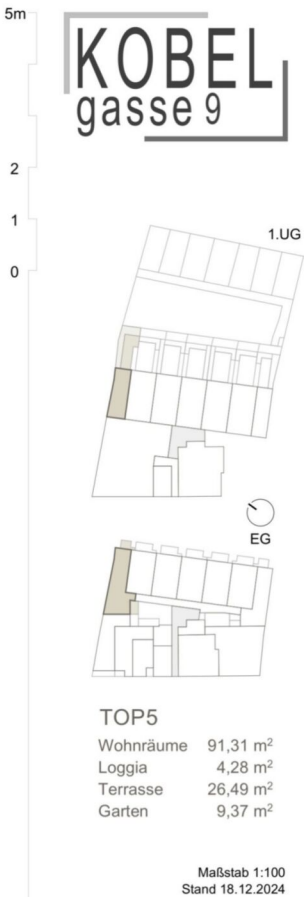 5m
KOBEL
gasse 9
2
1
0
1.UG
EG
TOP5
Wohnräume 91,31 m²
Loggia 4,28 m²
Terrasse 26,49 m²
Garten 9,37 m²
Maßstab 1:100
Stand 18.12.2024